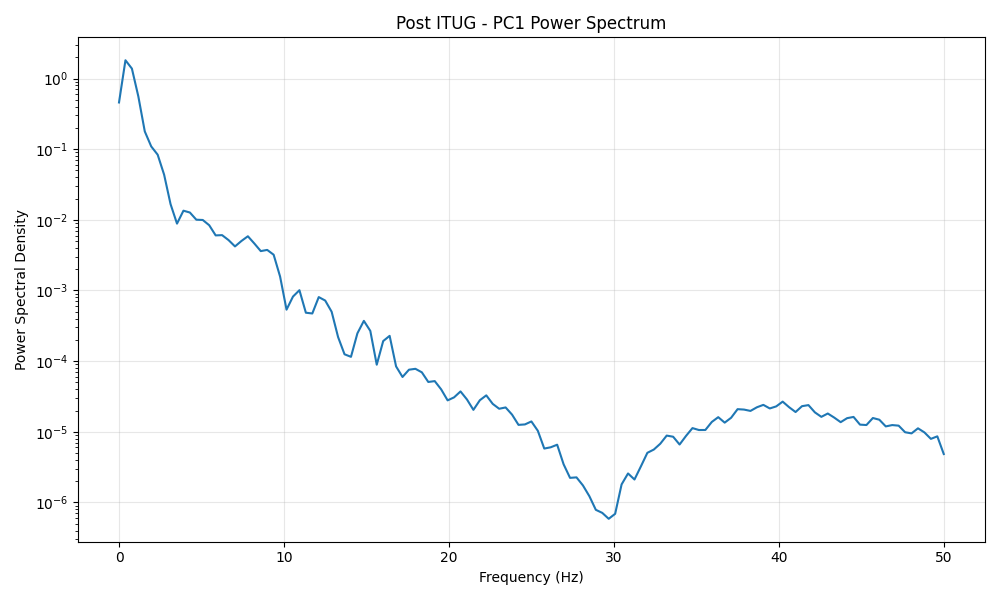 Post ITUG - PC1 Power Spectrum
Power Spectral Density
10⁰
10⁻¹
10⁻²
10⁻³
10⁻⁴
10⁻⁵
10⁻⁶
0 10 20 30 40 50
Frequency (Hz)